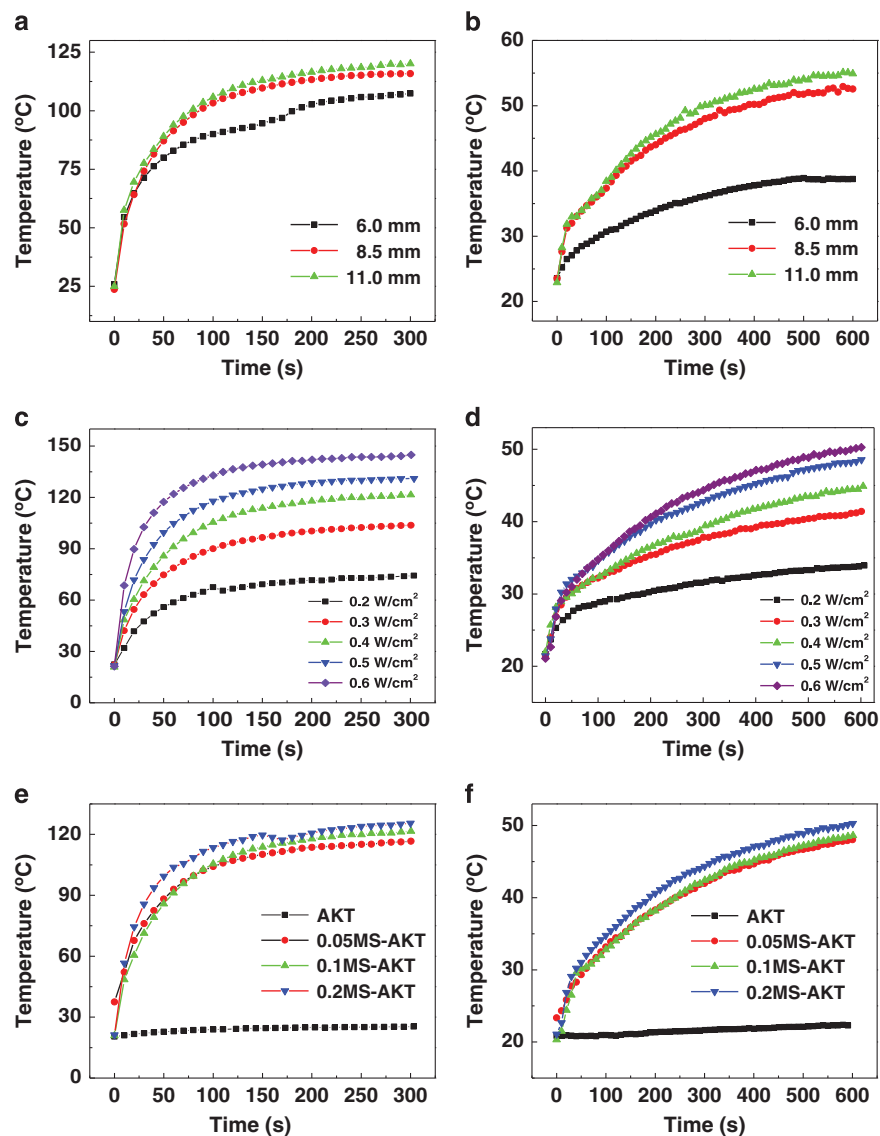 a
Temperature (ºC)
125
100
75
50
25
6.0 mm
8.5 mm
11.0 mm
0 50 100 150 200 250 300
Time (s)
b
Temperature (ºC)
60
50
40
30
20
6.0 mm
8.5 mm
11.0 mm
0 100 200 300 400 500 600
Time (s)
c
Temperature (ºC)
150
120
90
60
30
0
0.2 W/cm²
0.3 W/cm²
0.4 W/cm²
0.5 W/cm²
0.6 W/cm²
0 50 100 150 200 250 300
Time (s)
d
Temperature (ºC)
50
40
30
20
0.2 W/cm²
0.3 W/cm²
0.4 W/cm²
0.5 W/cm²
0.6 W/cm²
0 100 200 300 400 500 600
Time (s)
e
Temperature (ºC)
120
90
60
30
0
AKT
0.05MS-AKT
0.1MS-AKT
0.2MS-AKT
0 50 100 150 200 250 300
Time (s)
f
Temperature (ºC)
50
40
30
20
AKT
0.05MS-AKT
0.1MS-AKT
0.2MS-AKT
0 100 200 300 400 500 600
Time (s)